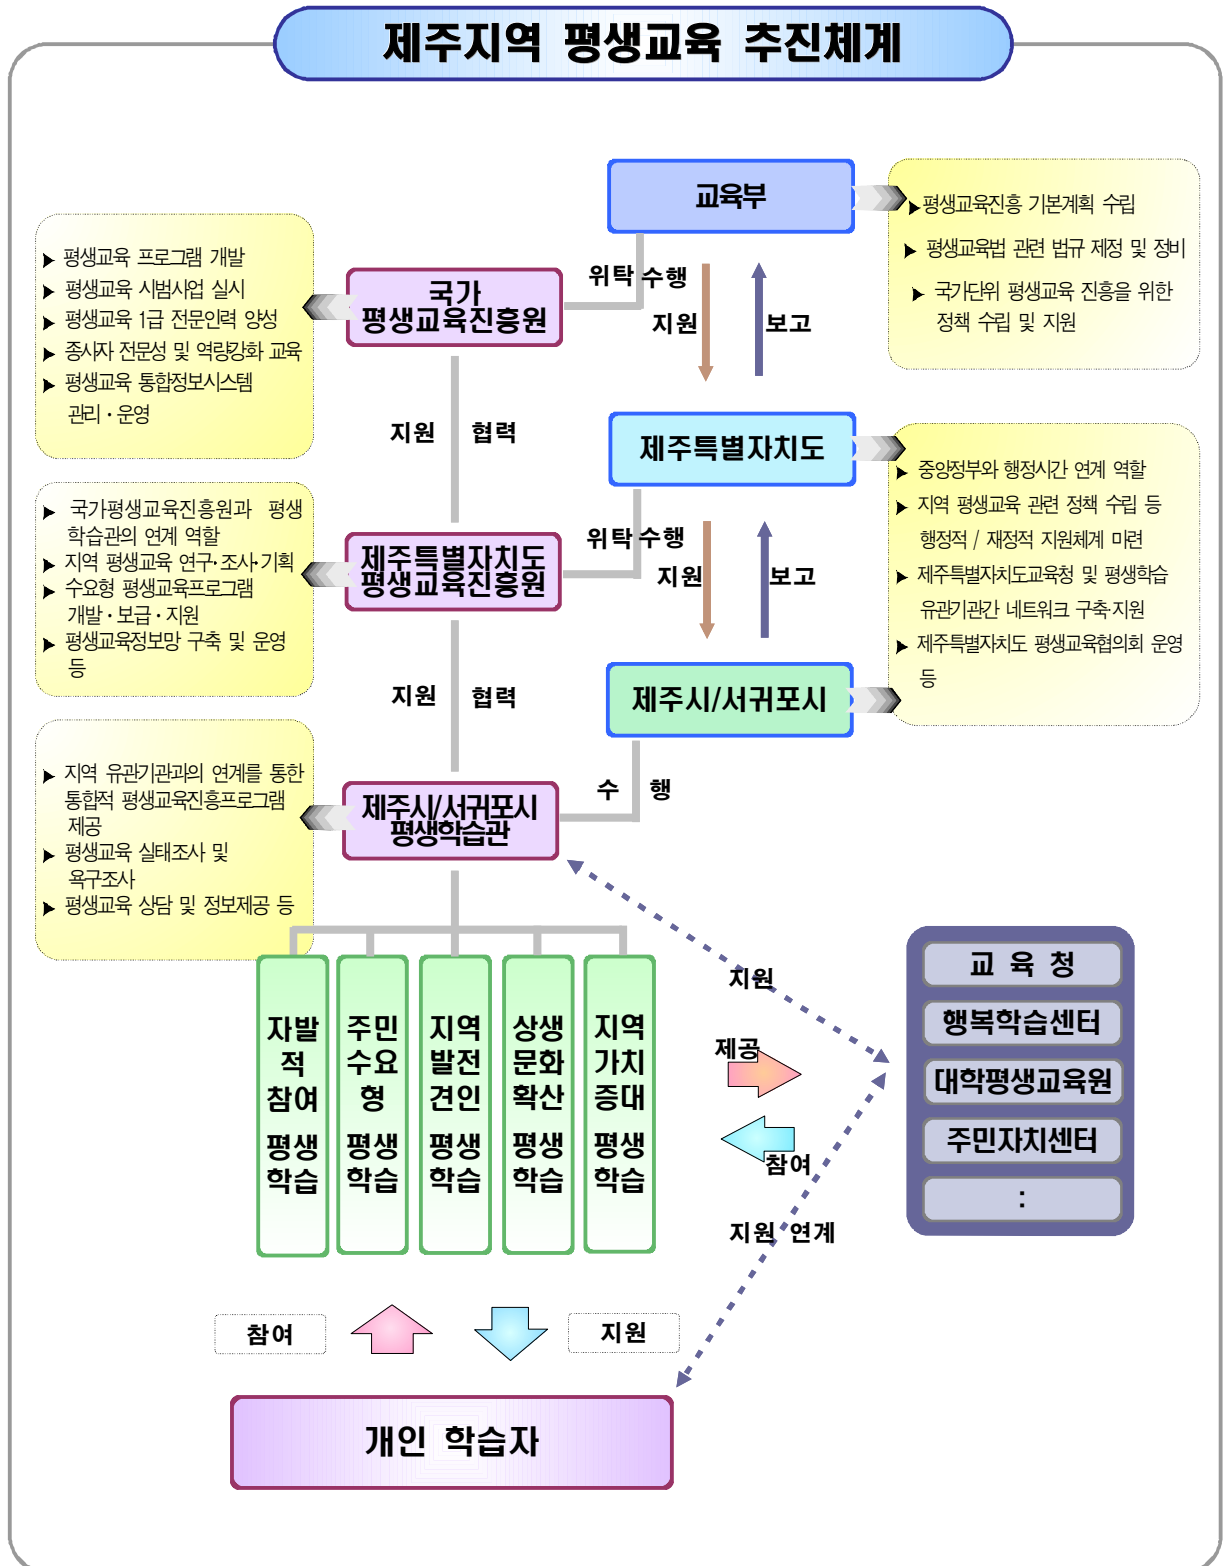 제주지역 평생교육 추진체계
교육부
평생교육진흥 기본계획 수립
평생교육법 관련 법규 제정 및 정비
국가단위 평생교육 진흥을 위한
정책 수립 및 지원
평생교육 프로그램 개발
평생교육 시범사업 실시
평생교육 1급 전문인력 양성
종사자 전문성 및 역량강화 교육
평생교육 통합정보시스템
관리·운영
국가
평생교육진흥원
위탁 수행
지원 보고
지원 협력
제주특별자치도
중앙정부와 행정시간 연계 역할
지역 평생교육 관련 정책 수립 등
행정적 / 재정적 지원체계 마련
제주특별자치도교육청 및 평생학습
유관기관간 네트워크 구축·지원
제주특별자치도 평생교육협의회 운영
등
국가평생교육진흥원과 평생
학습관의 연계 역할
지역 평생교육 연구·조사·기획
수요형 평생교육프로그램
개발·보급·지원
평생교육정보망 구축 및 운영
등
제주특별자치도
평생교육진흥원
위탁 수행
지원 보고
지원 협력
제주시/서귀포시
지역 유관기관과의 연계를 통한
통합적 평생교육진흥프로그램
제공
평생교육 실태조사 및
욕구조사
평생교육 상담 및 정보제공 등
제주시/서귀포시
평생학습관
수 행
자발
적
참여
평생
학습
주민
수요
형
평생
학습
지역
발전
견인
평생
학습
상생
문화
확산
평생
학습
지역
가치
증대
평생
학습
지원
제공
참여
지원 연계
교 육 청
행복학습센터
대학평생교육원
주민자치센터
:
참여
지원
개인 학습자